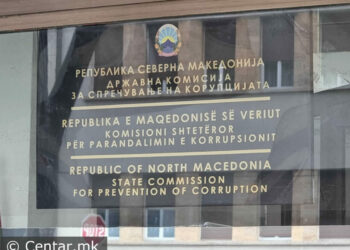 РЕПУБЛИКА СЕВЕРНА МАКЕДОНИЈА
ДРЖАВНА КОМИСИЈА
ЗА СПРЕЧУВАЊЕ НА КОРУПЦИЈАТА
REPUBLIKA E MAQEDONISË SË VERIUT
KOMISIONI SHTETËROR
PËR PARANDALIMIN E KORRUPSIONIT
REPUBLIC OF NORTH MACEDONIA
STATE COMMISSION
FOR PREVENTION OF CORRUPTION
© Centar.mk